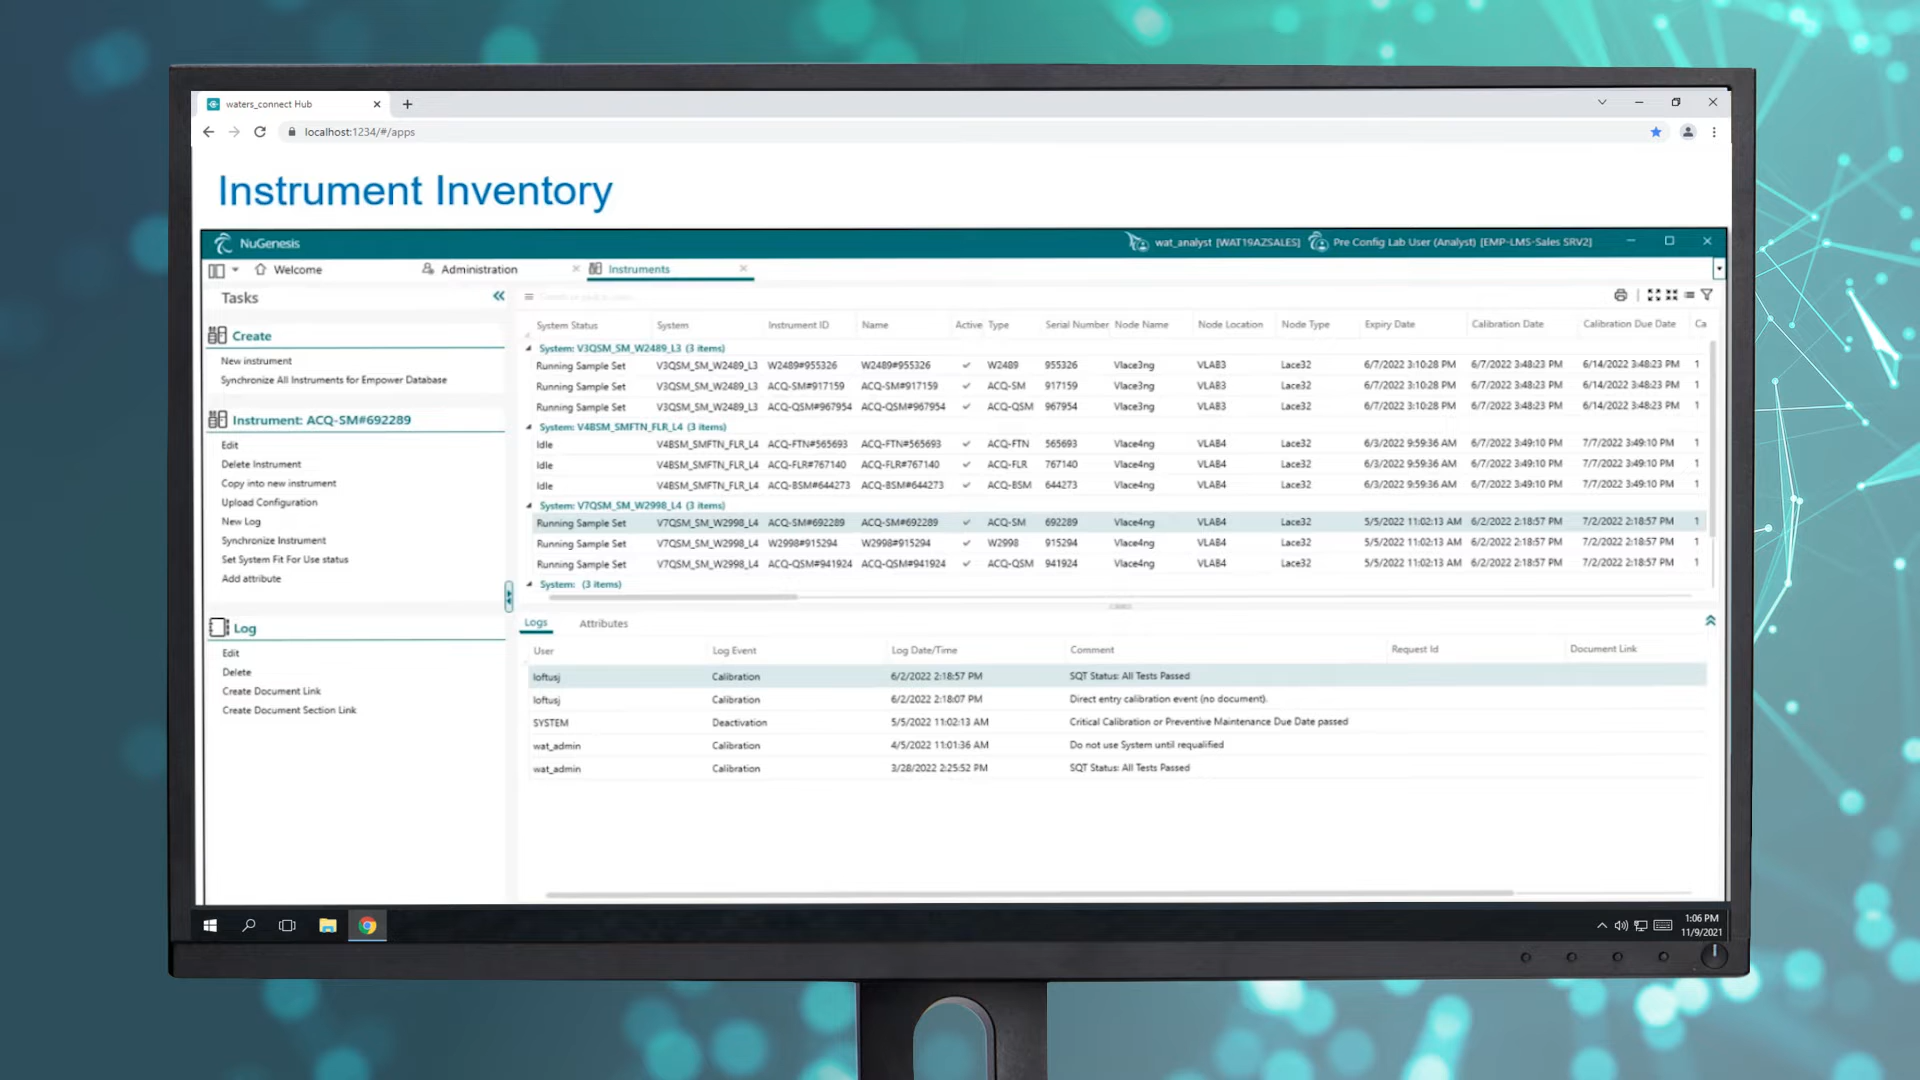 waters_connect Hub
localhost:1234/#/apps
Instrument Inventory
NuGenesis
wat_analyst [WAT19AZSALES] Pre Config Lab User (Analyst) [EMP-LMS-Sales SRV2]
Welcome Administration Instruments
Tasks
Create
New instrument
Synchronize All Instruments for Empower Database
Instrument: ACQ-SM#692289
Edit
Delete Instrument
Copy into new instrument
Upload Configuration
New Log
Synchronize Instrument
Set System Fit For Use status
Add attribute
Log
Edit
Delete
Create Document Link
Create Document Section Link
System Status System Instrument ID Name Active Type Serial Number Node Name Node Location Node Type Expiry Date Calibration Date Calibration Due Date Ca
System: V3QSM_SM_W2489_L3 (3 items)
Running Sample Set V3QSM_SM_W2489_L3 W2489#955326 W2489#955326 W2489 955326 Vlace3ng VLAB3 Lace32 6/7/2022 3:10:28 PM 6/7/2022 3:48:23 PM 6/14/2022 3:48:23 PM 1
Running Sample Set V3QSM_SM_W2489_L3 ACQ-SM#917159 ACQ-SM#917159 ACQ-SM 917159 Vlace3ng VLAB3 Lace32 6/7/2022 3:10:28 PM 6/7/2022 3:48:23 PM 6/14/2022 3:48:23 PM 1
Running Sample Set V3QSM_SM_W2489_L3 ACQ-QSM#967954 ACQ-QSM#967954 ACQ-QSM 967954 Vlace3ng VLAB3 Lace32 6/7/2022 3:10:28 PM 6/7/2022 3:48:23 PM 6/14/2022 3:48:23 PM 1
System: V4BSM_SMFTN_FLR_L4 (3 items)
Idle V4BSM_SMFTN_FLR_L4 ACQ-FTN#565693 ACQ-FTN#565693 ACQ-FTN 565693 Vlace4ng VLAB4 Lace32 6/3/2022 9:59:36 AM 6/7/2022 3:49:10 PM 7/7/2022 3:49:10 PM 1
Idle V4BSM_SMFTN_FLR_L4 ACQ-FLR#767140 ACQ-FLR#767140 ACQ-FLR 767140 Vlace4ng VLAB4 Lace32 6/3/2022 9:59:36 AM 6/7/2022 3:49:10 PM 7/7/2022 3:49:10 PM 1
Idle V4BSM_SMFTN_FLR_L4 ACQ-BSM#644273 ACQ-BSM#644273 ACQ-BSM 644273 Vlace4ng VLAB4 Lace32 6/3/2022 9:59:36 AM 6/7/2022 3:49:10 PM 7/7/2022 3:49:10 PM 1
System: V7QSM_SM_W2998_L4 (3 items)
Running Sample Set V7QSM_SM_W2998_L4 ACQ-SM#692289 ACQ-SM#692289 ACQ-SM 692289 Vlace4ng VLAB4 Lace32 5/5/2022 11:02:13 AM 6/2/2022 2:18:57 PM 7/2/2022 2:18:57 PM 1
Running Sample Set V7QSM_SM_W2998_L4 W2998#915294 W2998#915294 W2998 915294 Vlace4ng VLAB4 Lace32 5/5/2022 11:02:13 AM 6/2/2022 2:18:57 PM 7/2/2022 2:18:57 PM 1
Running Sample Set V7QSM_SM_W2998_L4 ACQ-QSM#941924 ACQ-QSM#941924 ACQ-QSM 941924 Vlace4ng VLAB4 Lace32 5/5/2022 11:02:13 AM 6/2/2022 2:18:57 PM 7/2/2022 2:18:57 PM 1
System: (3 items)
Logs Attributes
User Log Event Log Date/Time Comment Request Id Document Link
loftusj Calibration 6/2/2022 2:18:57 PM SQT Status: All Tests Passed
loftusj Calibration 6/2/2022 2:18:07 PM Direct entry calibration event (no document).
SYSTEM Deactivation 5/5/2022 11:02:13 AM Critical Calibration or Preventive Maintenance Due Date passed
wat_admin Calibration 4/5/2022 11:01:36 AM Do not use System until requalified
wat_admin Calibration 3/28/2022 2:25:52 PM SQT Status: All Tests Passed
1:06 PM
11/9/2021